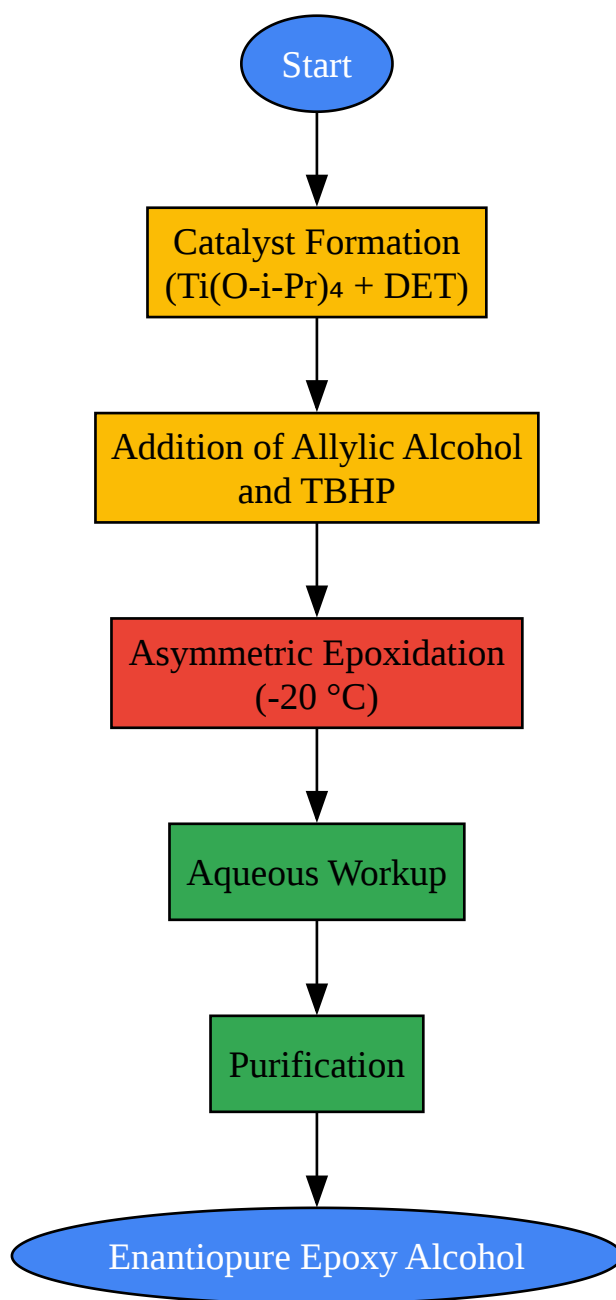 Start
Catalyst Formation
(Ti(O-i-Pr)₄ + DET)
Addition of Allylic Alcohol
and TBHP
Asymmetric Epoxidation
(-20 °C)
Aqueous Workup
Purification
Enantiopure Epoxy Alcohol